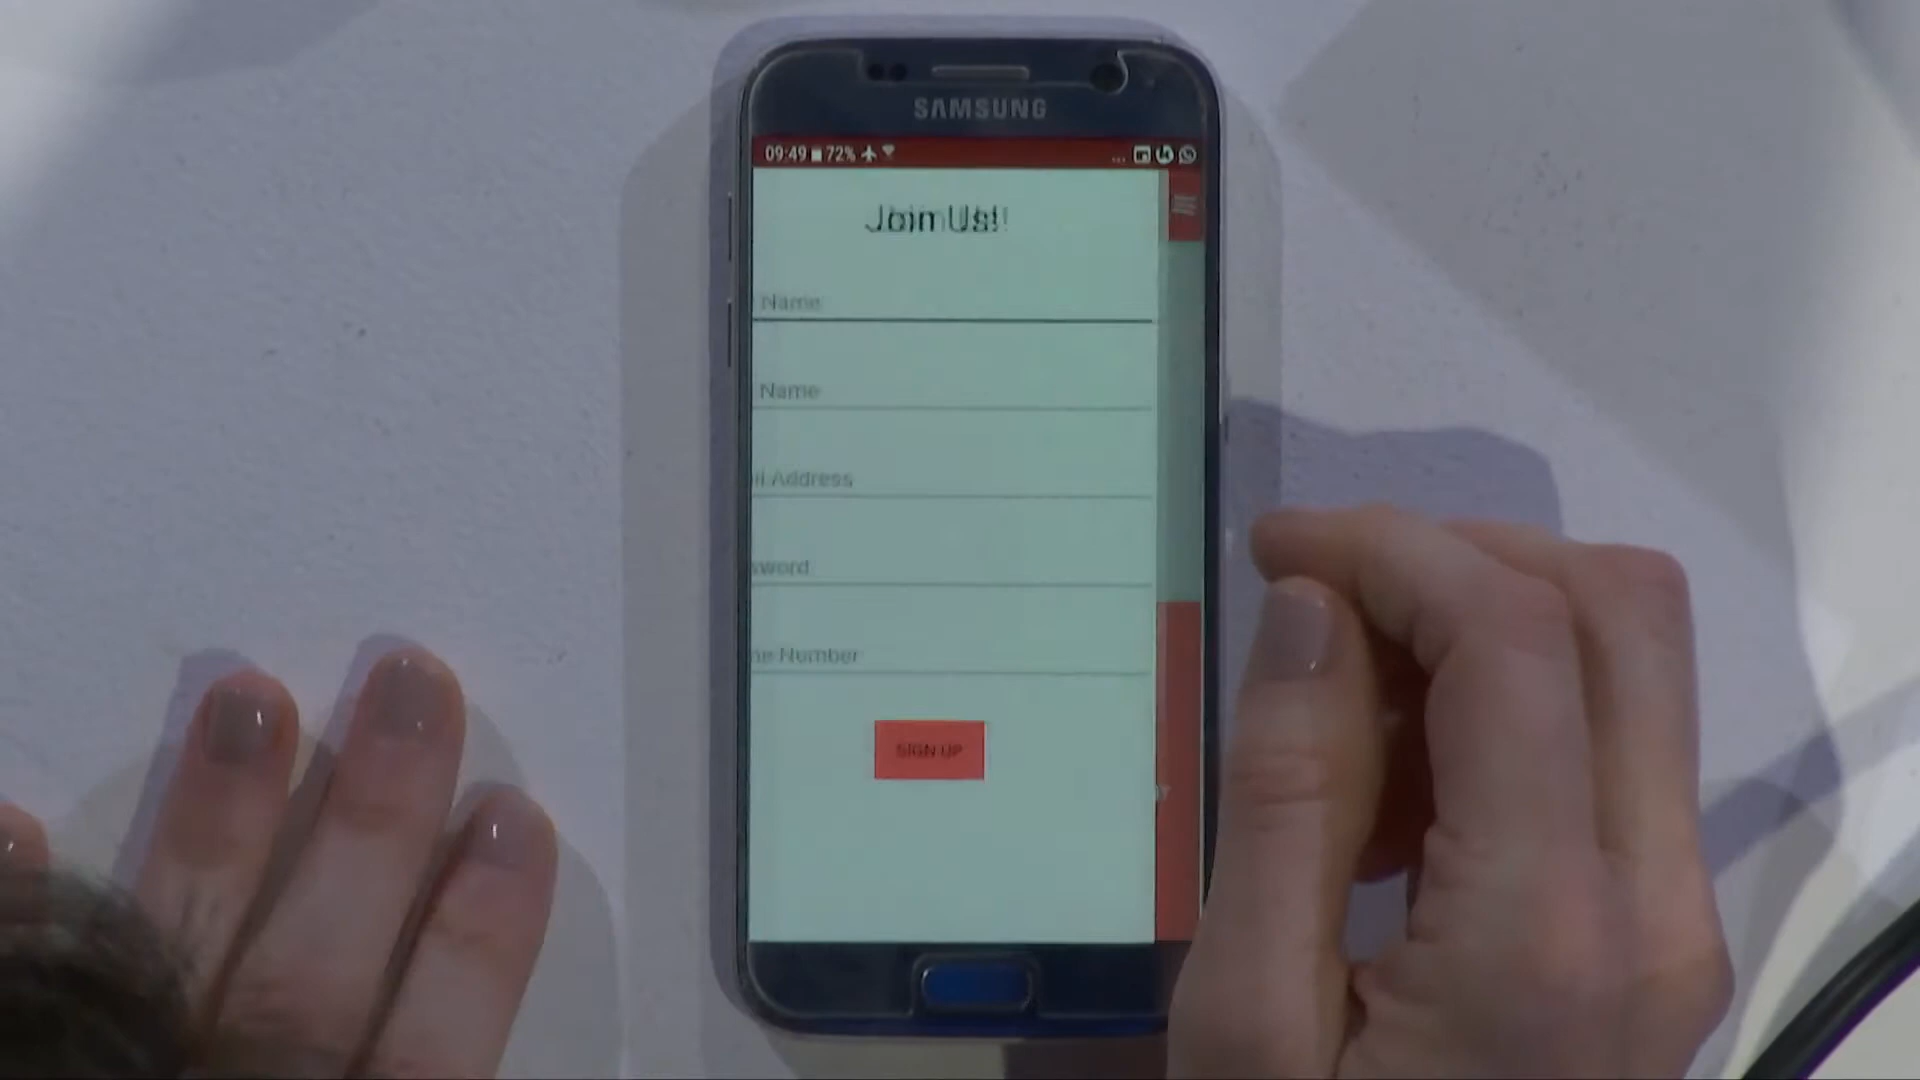 SAMSUNG
09:49 72% ...
Join Us!
Name
Name
il Address
sword
ne Number
SIGN UP